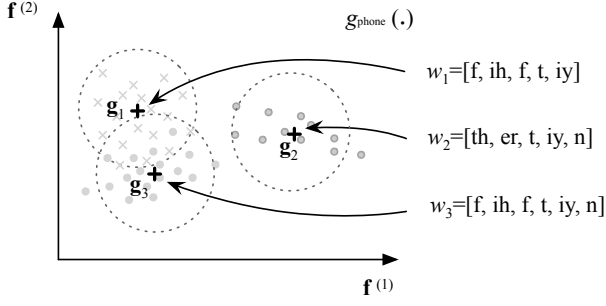 f (2)
g phone (.)
w1=[f, ih, f, t, iy]
g1
w2=[th, er, t, iy, n]
g2
g3
w3=[f, ih, f, t, iy, n]
f (1)